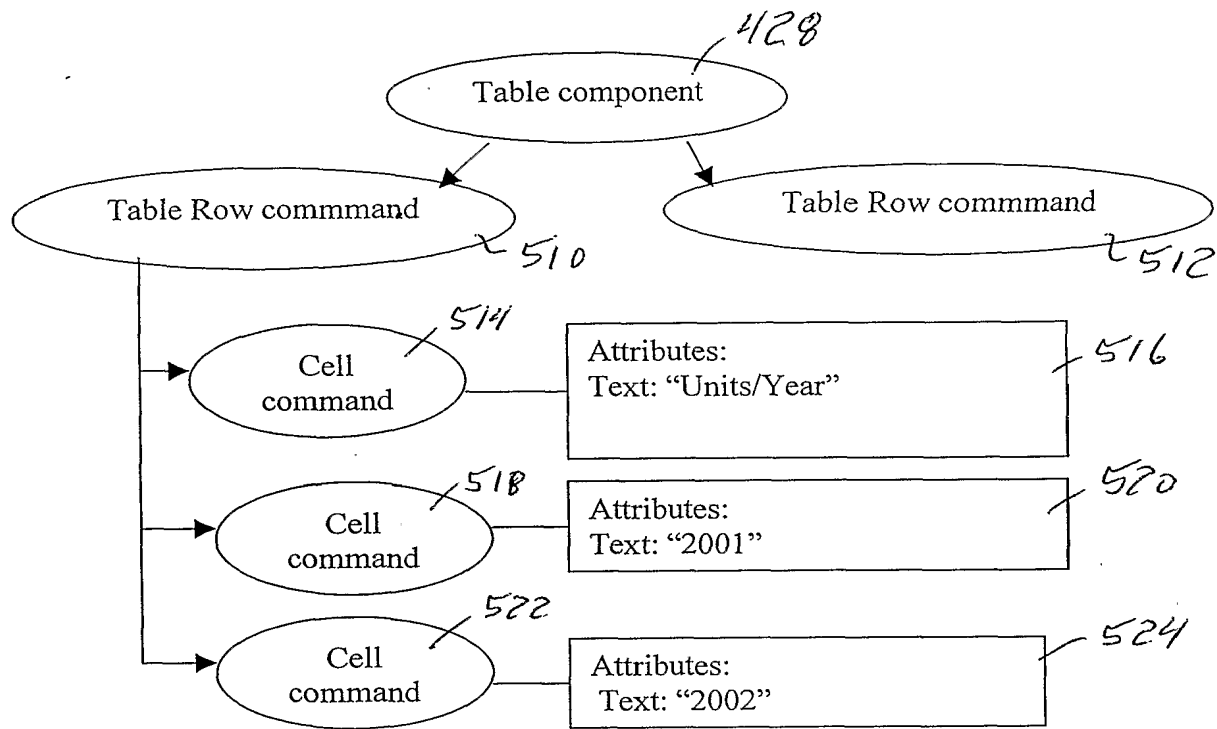 428
Table component
Table Row commmand
510
Table Row commmand
512
514
Cell
command
Attributes:
Text: “Units/Year”
516
518
Cell
command
Attributes:
Text: “2001”
520
522
Cell
command
Attributes:
Text: “2002”
524